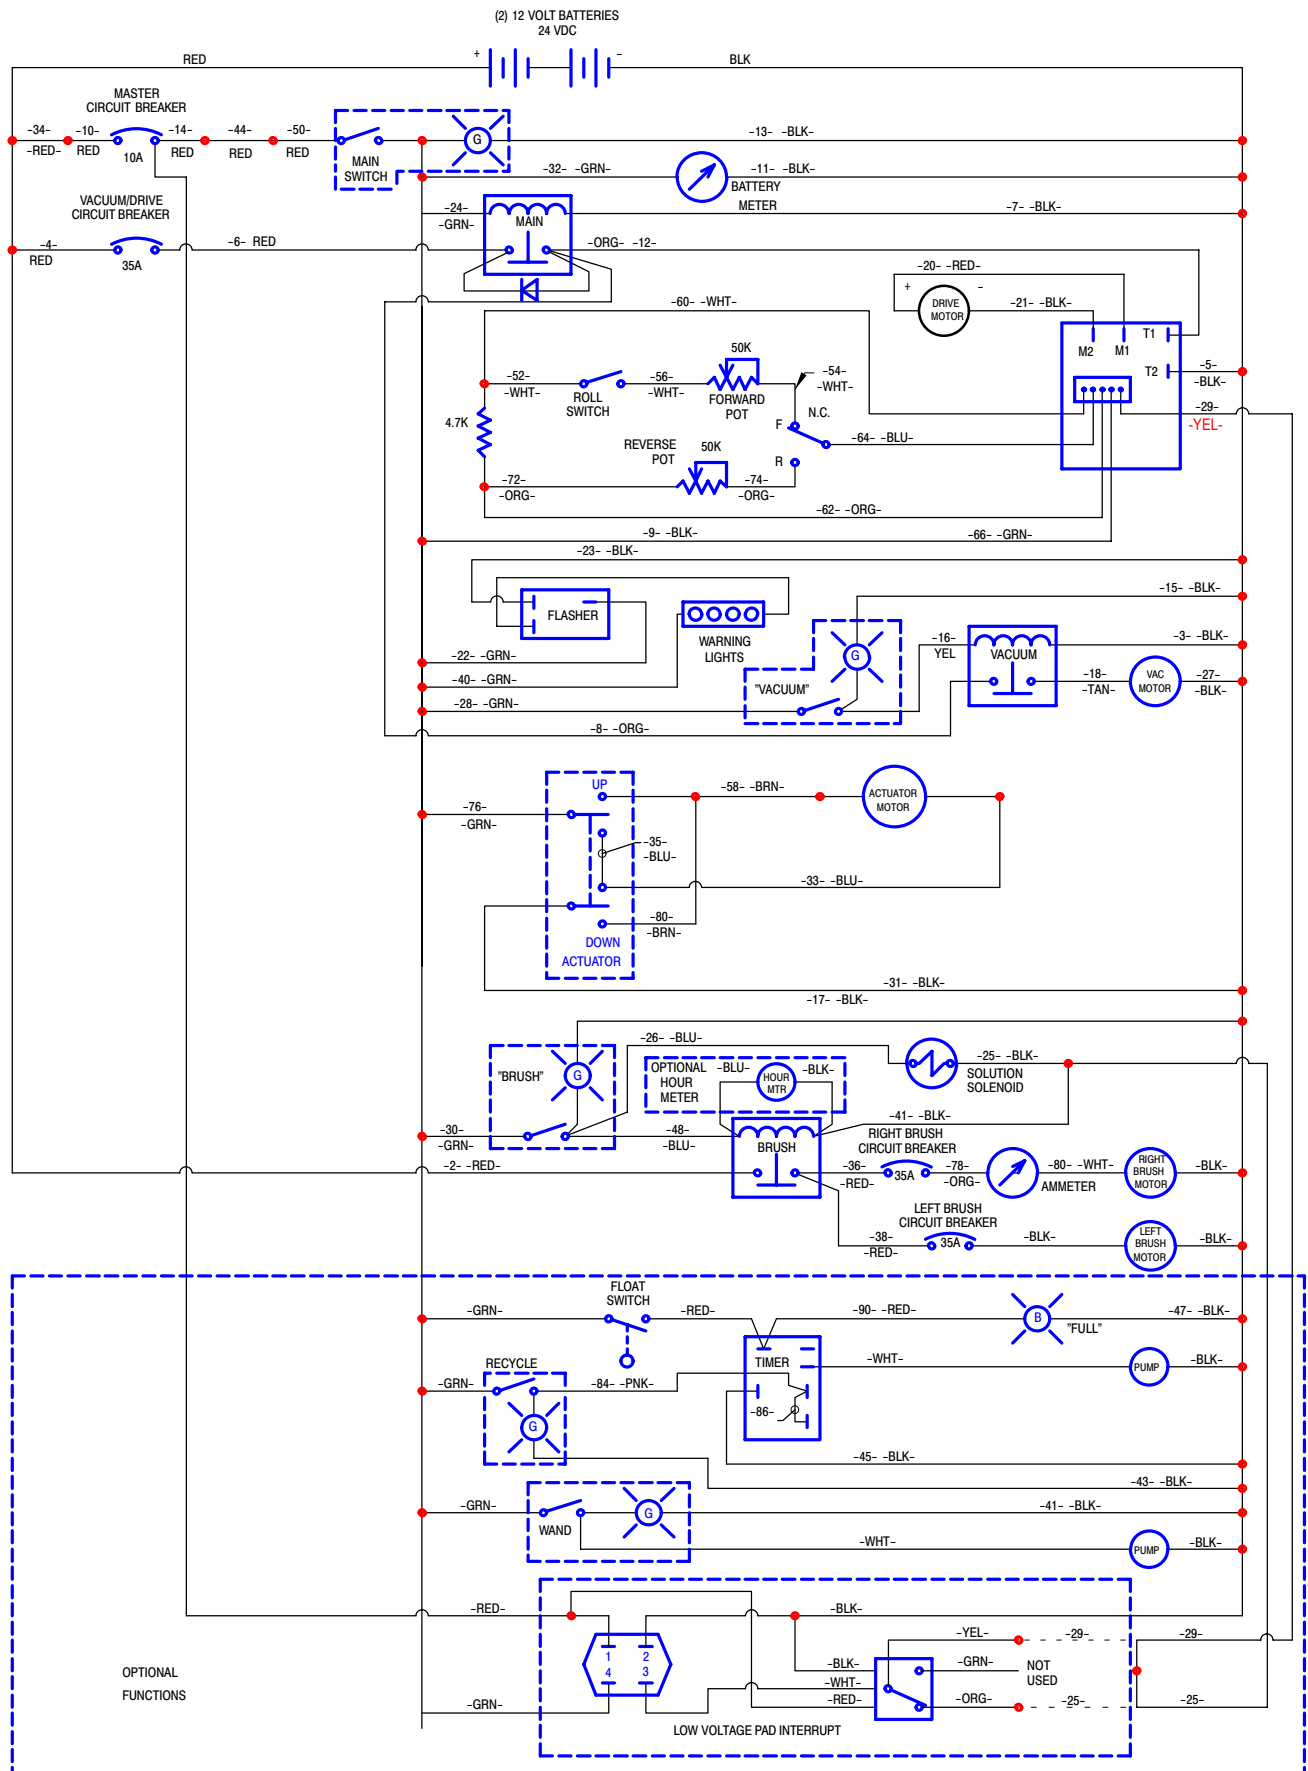 (2) 12 VOLT BATTERIES
24 VDC
+
-
RED
BLK
MASTER
CIRCUIT BREAKER
-34-
-RED-
-10-
RED
10A
-14-
RED
-44-
RED
-50-
RED
MAIN
SWITCH
G
-13- -BLK-
-32- -GRN-
-11- -BLK-
BATTERY
METER
VACUUM/DRIVE
CIRCUIT BREAKER
-24-
-GRN-
MAIN
-7- -BLK-
-4-
RED
35A
-6- RED
-ORG- -12-
-20- -RED-
+
-
DRIVE
MOTOR
-21- -BLK-
-60- -WHT-
M2
M1
T1
T2
-5-
-BLK-
-29-
-YEL-
50K
-52-
-WHT-
ROLL
SWITCH
-56-
-WHT-
FORWARD
POT
-54-
-WHT-
N.C.
F
4.7K
REVERSE
POT
50K
R
-64- -BLU-
-72-
-ORG-
-74-
-ORG-
-62- -ORG-
-9- -BLK-
-66- -GRN-
-23- -BLK-
FLASHER
WARNING
LIGHTS
-15- -BLK-
-22- -GRN-
-40- -GRN-
-28- -GRN-
"VACUUM"
G
-16-
YEL
VACUUM
-3- -BLK-
-18-
-TAN-
VAC
MOTOR
-27-
-BLK-
-8- -ORG-
UP
-58- -BRN-
ACTUATOR
MOTOR
-76-
-GRN-
-35-
-BLU-
-33- -BLU-
-80-
-BRN-
DOWN
ACTUATOR
-31- -BLK-
-17- -BLK-
-26- -BLU-
"BRUSH"
G
OPTIONAL
HOUR
METER
-BLU-
HOUR
MTR
-BLK-
-25- -BLK-
SOLUTION
SOLENOID
-30-
-GRN-
-48-
-BLU-
BRUSH
-41- -BLK-
RIGHT BRUSH
CIRCUIT BREAKER
-2- -RED-
-36-
-RED-
35A
-78-
-ORG-
AMMETER
-80- -WHT-
RIGHT
BRUSH
MOTOR
-BLK-
LEFT BRUSH
CIRCUIT BREAKER
-38-
-RED-
35A
-BLK-
LEFT
BRUSH
MOTOR
-BLK-
FLOAT
SWITCH
-GRN-
-RED-
-90- -RED-
B
"FULL"
-47- -BLK-
TIMER
-WHT-
PUMP
-BLK-
RECYCLE
-GRN-
-84- -PNK-
G
-86-
-45- -BLK-
-43- -BLK-
-GRN-
WAND
G
-41- -BLK-
-WHT-
PUMP
-BLK-
-RED-
-BLK-
1
2
4
3
-YEL-
-29-
-29-
-BLK-
-GRN-
NOT
USED
-WHT-
-RED-
-ORG-
-25-
-25-
OPTIONAL
FUNCTIONS
-GRN-
LOW VOLTAGE PAD INTERRUPT